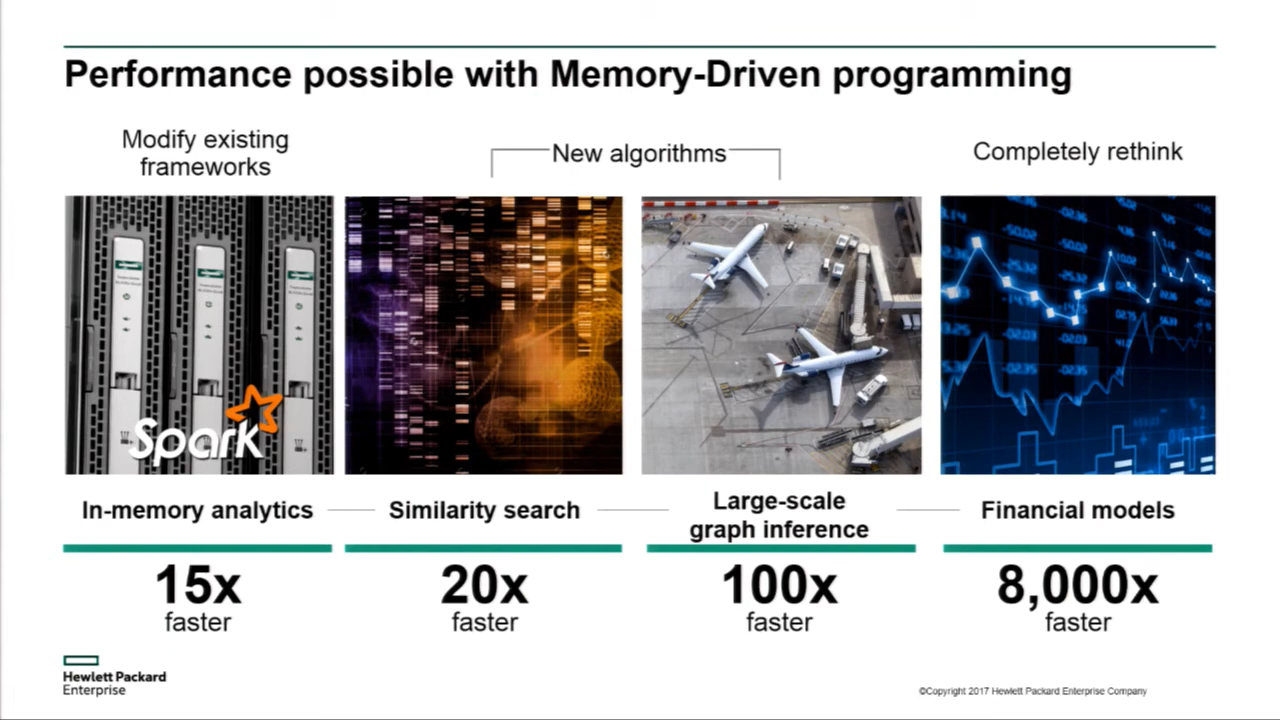 Performance possible with Memory-Driven programming
Modify existing
frameworks
New algorithms
Completely rethink
Spark
In-memory analytics
Similarity search
Large-scale
graph inference
Financial models
15x
faster
20x
faster
100x
faster
8,000x
faster
Hewlett Packard
Enterprise
©Copyright 2017 Hewlett Packard Enterprise Company